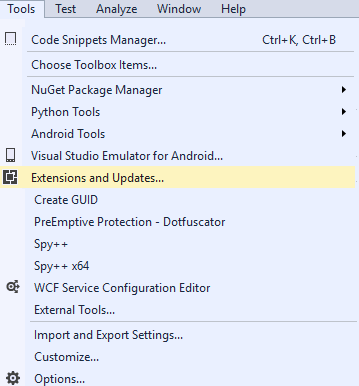 Tools Test Analyze Window Help
Code Snippets Manager... Ctrl+K, Ctrl+B
Choose Toolbox Items...
NuGet Package Manager
Python Tools
Android Tools
Visual Studio Emulator for Android...
Extensions and Updates...
Create GUID
PreEmptive Protection - Dotfuscator
Spy++
Spy++ x64
WCF Service Configuration Editor
External Tools...
Import and Export Settings...
Customize...
Options...